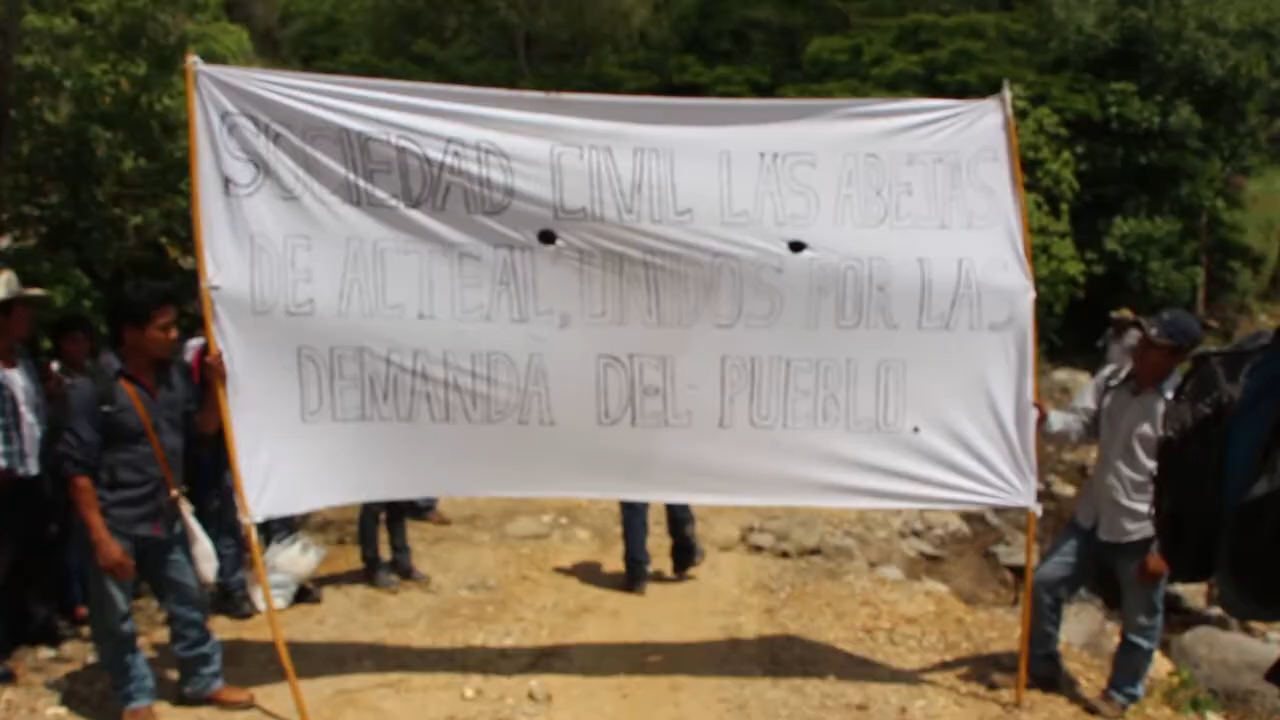 SOCIEDAD CIVIL LAS ABEJAS
DE ACTEAL, UNIDOS POR LAS
DEMANDA DEL PUEBLO.